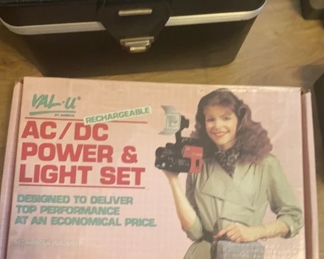 VAL-U®
RECHARGEABLE
AC/DC
POWER &
LIGHT SET
DESIGNED TO DELIVER
TOP PERFORMANCE
AT AN ECONOMICAL PRICE.